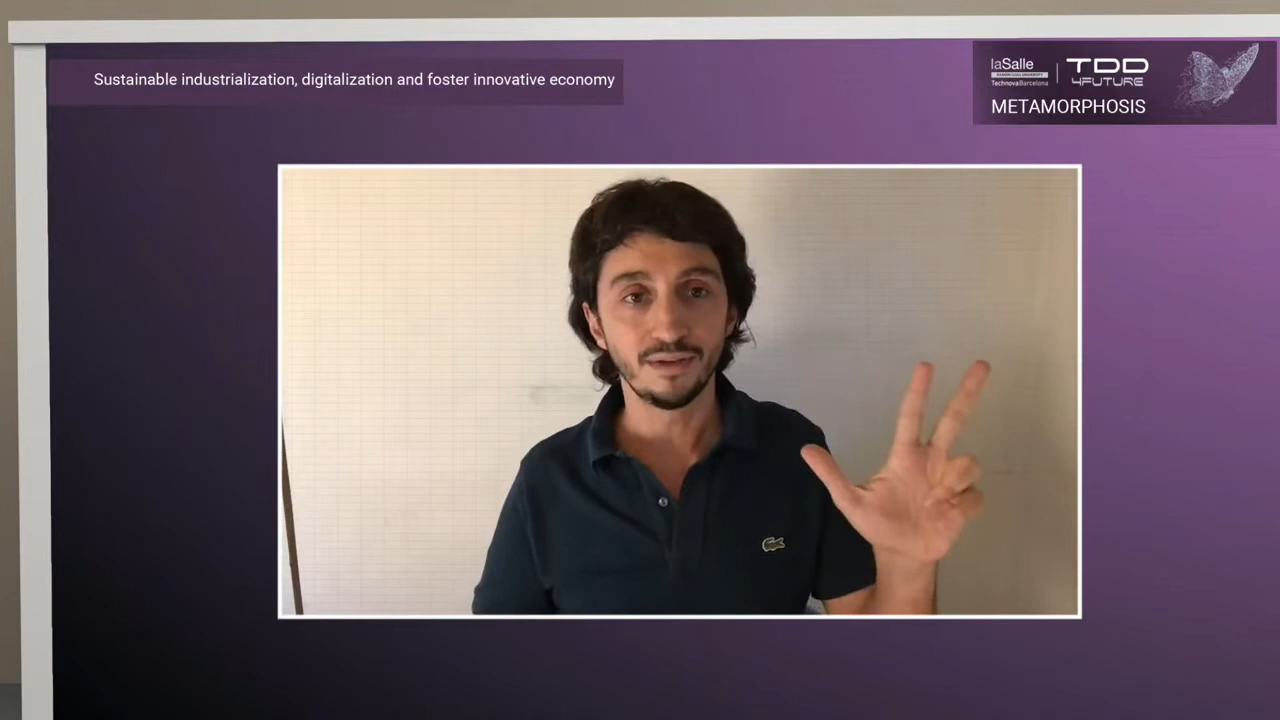 Sustainable industrialization, digitalization and foster innovative economy
laSalle
TechnovaBarcelona
TDD
4FUTURE
METAMORPHOSIS